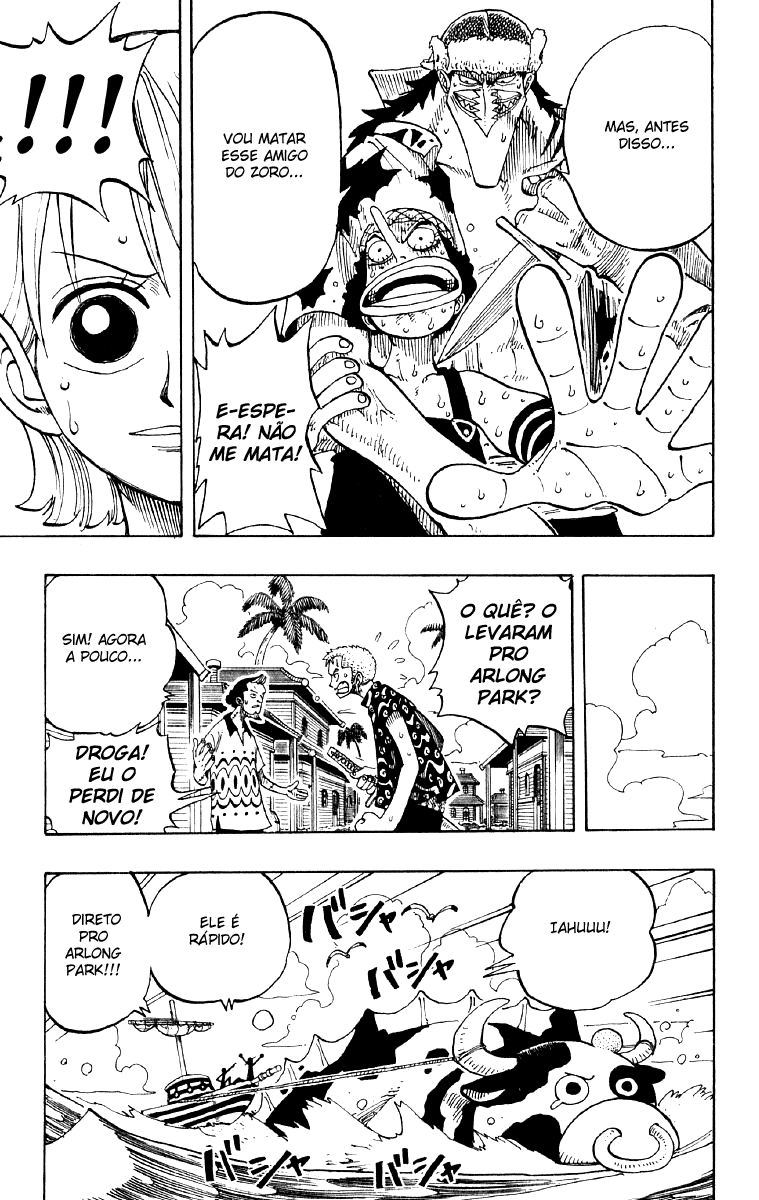 MAS, ANTES
DISSO...
VOU MATAR
ESSE AMIGO
DO ZORO...
E-ESPE-
RA! NÃO
ME MATA!
!!!
O QUÊ? O
LEVARAM
PRO
ARLONG
PARK?
SIM! AGORA
A POUCO...
DROGA!
EU O
PERDI DE
NOVO!
IAHUUU!
ELE É
RÁPIDO!
DIRETO
PRO
ARLONG
PARK!!!
バシャ
バシャ
バシャ
バシャ